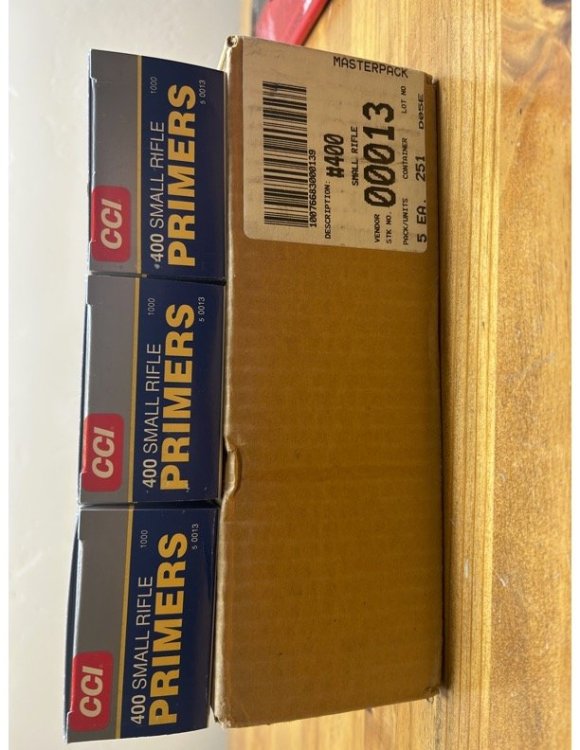 CCI
400 SMALL RIFLE
1000
PRIMERS
5 0013
CCI
400 SMALL RIFLE
1000
PRIMERS
5 0013
CCI
400 SMALL RIFLE
1000
PRIMERS
5 0013
MASTERPACK
10076683000139
DESCRIPTION: #400
SMALL RIFLE
VENDOR
STK NO. 00013
PACK/UNITS CONTAINER LOT NO
5 EA. 251 D05E